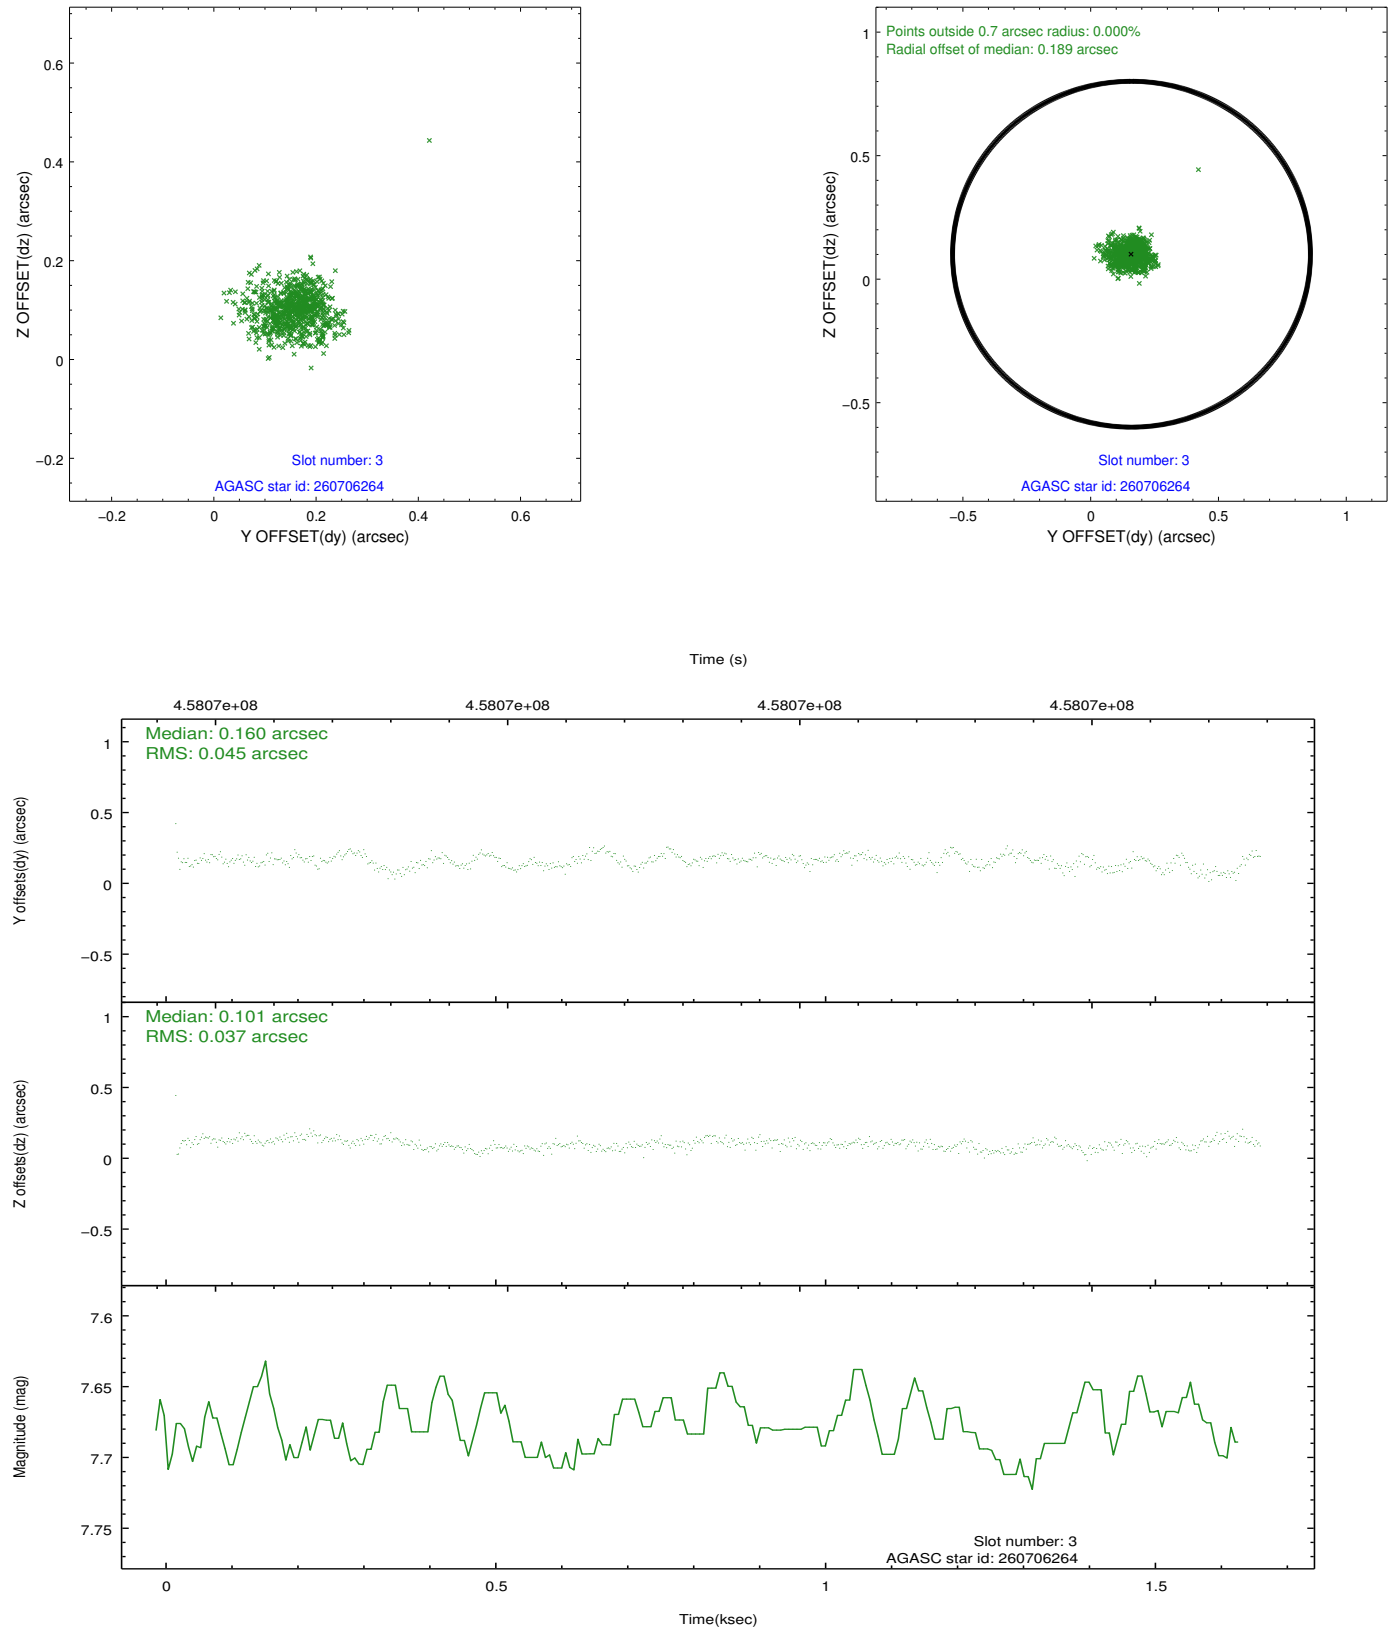 0.6
0.4
0.2
0
−0.2
Z OFFSET(dz) (arcsec)
Slot number: 3
AGASC star id: 260706264
−0.2 0 0.2 0.4 0.6
Y OFFSET(dy) (arcsec)
Points outside 0.7 arcsec radius: 0.000%
Radial offset of median: 0.189 arcsec
1
0.5
0
−0.5
Z OFFSET(dz) (arcsec)
Slot number: 3
AGASC star id: 260706264
−0.5 0 0.5 1
Y OFFSET(dy) (arcsec)
Time (s)
4.5807e+08 4.5807e+08 4.5807e+08 4.5807e+08
Median: 0.160 arcsec
RMS: 0.045 arcsec
1
0.5
0
−0.5
Y offsets(dy) (arcsec)
Median: 0.101 arcsec
RMS: 0.037 arcsec
1
0.5
0
−0.5
Z offsets(dz) (arcsec)
7.6
7.65
7.7
7.75
Magnitude (mag)
Slot number: 3
AGASC star id: 260706264
0 0.5 1 1.5
Time(ksec)